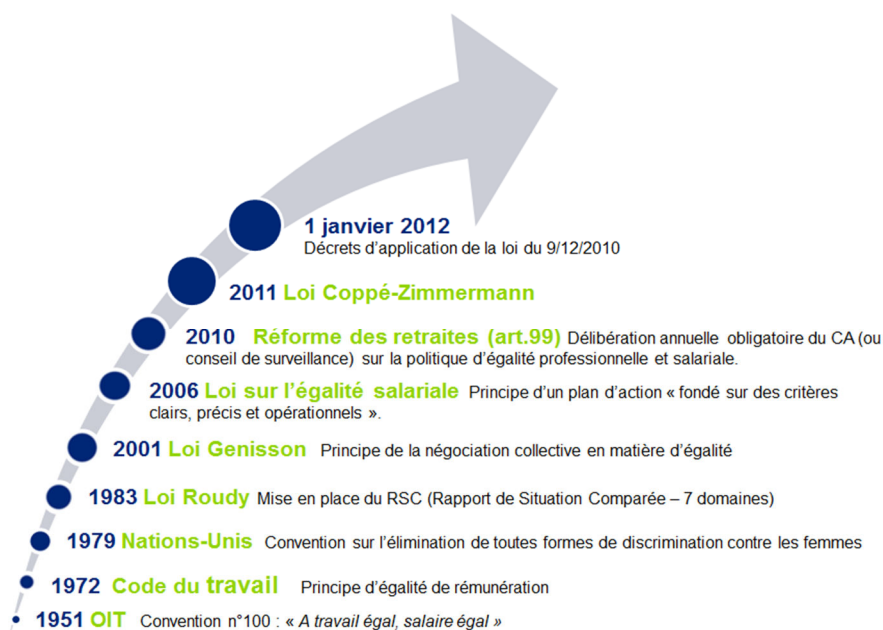 1 janvier 2012
Décrets d'application de la loi du 9/12/2010
2011 Loi Coppé-Zimmermann
2010 Réforme des retraites (art.99) Délibération annuelle obligatoire du CA (ou
conseil de surveillance) sur la politique d'égalité professionnelle et salariale.
2006 Loi sur l'égalité salariale Principe d'un plan d'action « fondé sur des critères
clairs, précis et opérationnels ».
2001 Loi Genisson Principe de la négociation collective en matière d'égalité
1983 Loi Roudy Mise en place du RSC (Rapport de Situation Comparée – 7 domaines)
1979 Nations-Unis Convention sur l'élimination de toutes formes de discrimination contre les femmes
1972 Code du travail Principe d'égalité de rémunération
1951 OIT Convention n°100 : « A travail égal, salaire égal »